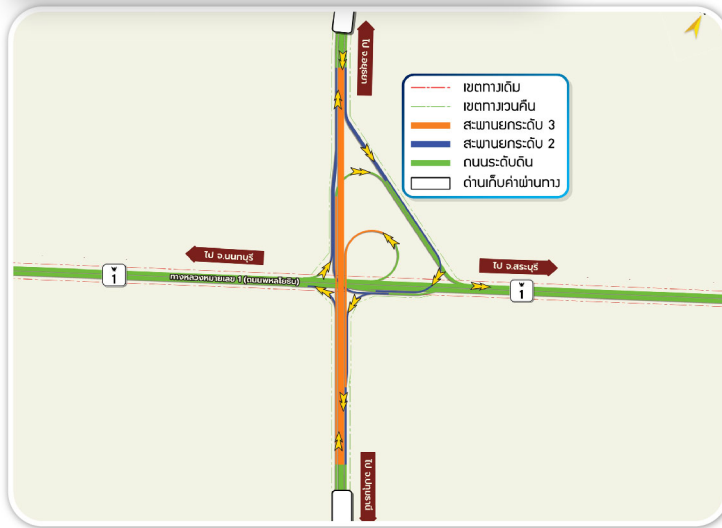 ไป จ.อยุธยา
เขตทางเดิม
เขตทางเวนคืน
สะพานยกระดับ 3
สะพานยกระดับ 2
ถนนระดับดิน
ด่านเก็บค่าผ่านทาง
ไป จ.นนทบุรี
ไป จ.สระบุรี
ทางหลวงหมายเลข 1 (ถนนพหลโยธิน)
1
1
ไป จ.ปทุมธานี